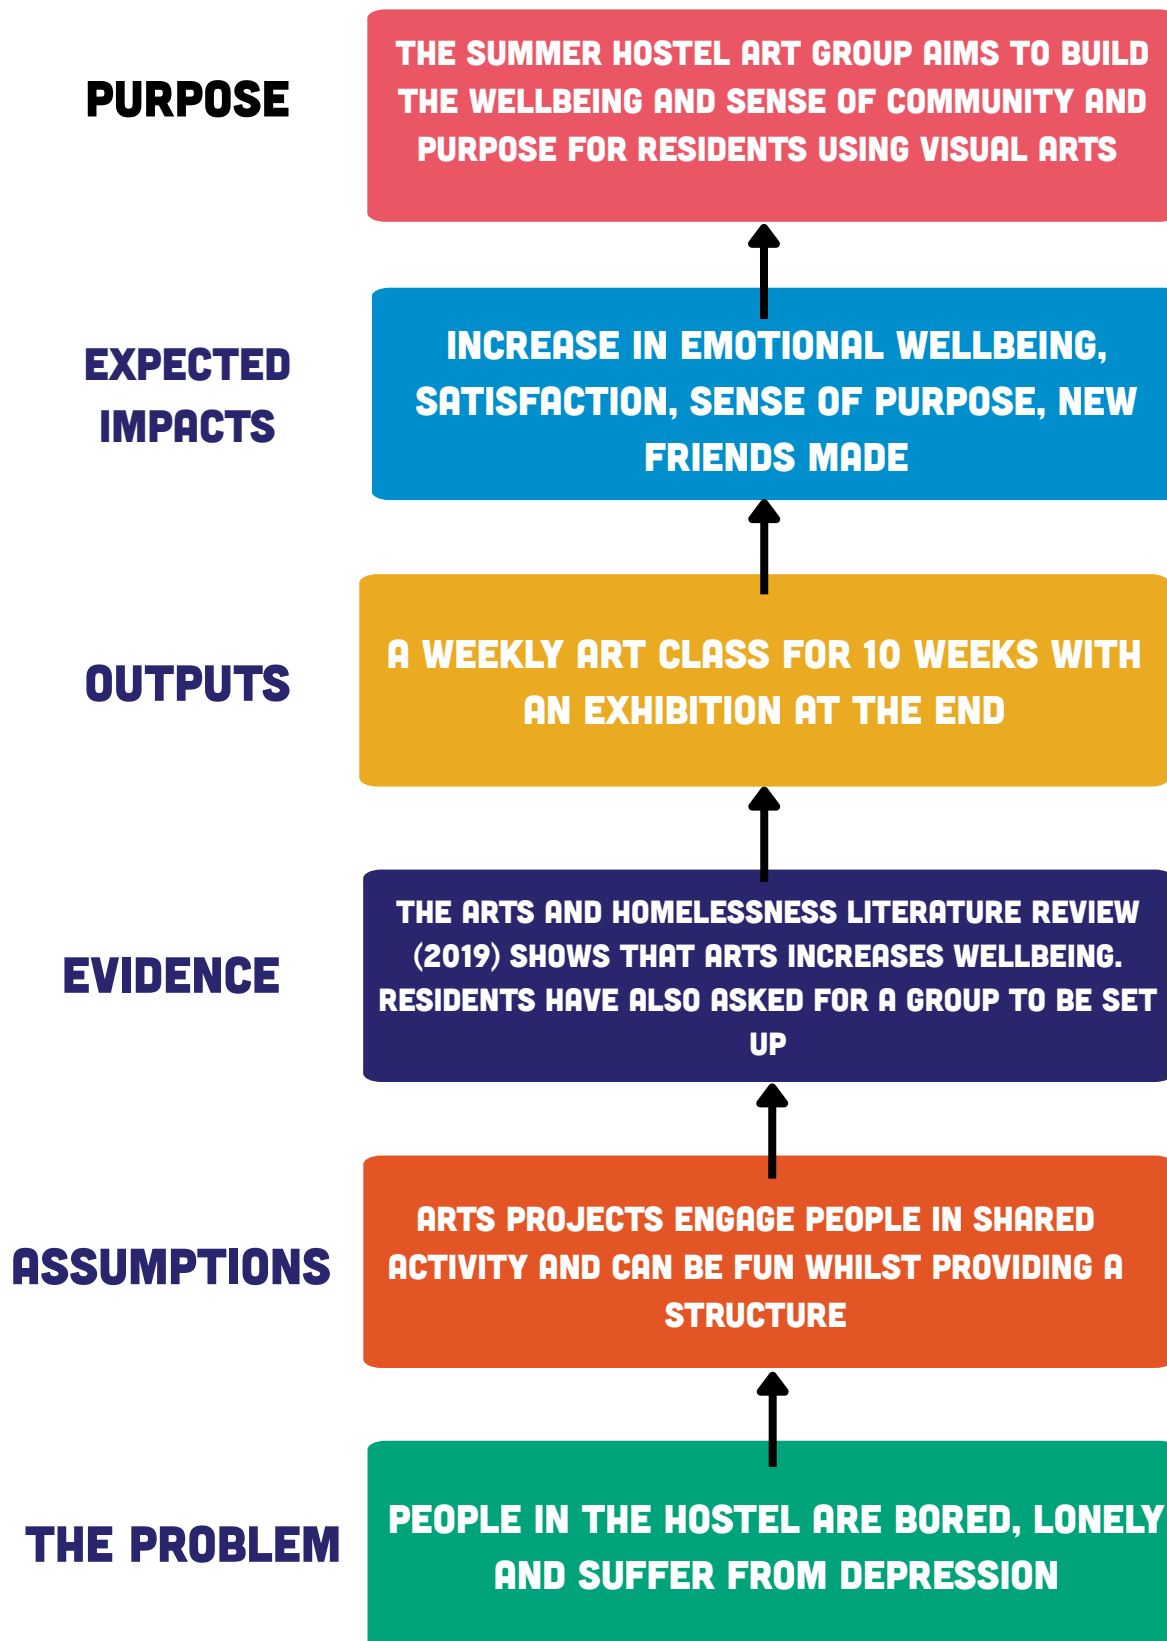 PURPOSE
THE SUMMER HOSTEL ART GROUP AIMS TO BUILD
THE WELLBEING AND SENSE OF COMMUNITY AND
PURPOSE FOR RESIDENTS USING VISUAL ARTS
EXPECTED
IMPACTS
INCREASE IN EMOTIONAL WELLBEING,
SATISFACTION, SENSE OF PURPOSE, NEW
FRIENDS MADE
OUTPUTS
A WEEKLY ART CLASS FOR 10 WEEKS WITH
AN EXHIBITION AT THE END
EVIDENCE
THE ARTS AND HOMELESSNESS LITERATURE REVIEW
(2019) SHOWS THAT ARTS INCREASES WELLBEING.
RESIDENTS HAVE ALSO ASKED FOR A GROUP TO BE SET
UP
ASSUMPTIONS
ARTS PROJECTS ENGAGE PEOPLE IN SHARED
ACTIVITY AND CAN BE FUN WHILST PROVIDING A
STRUCTURE
THE PROBLEM
PEOPLE IN THE HOSTEL ARE BORED, LONELY
AND SUFFER FROM DEPRESSION